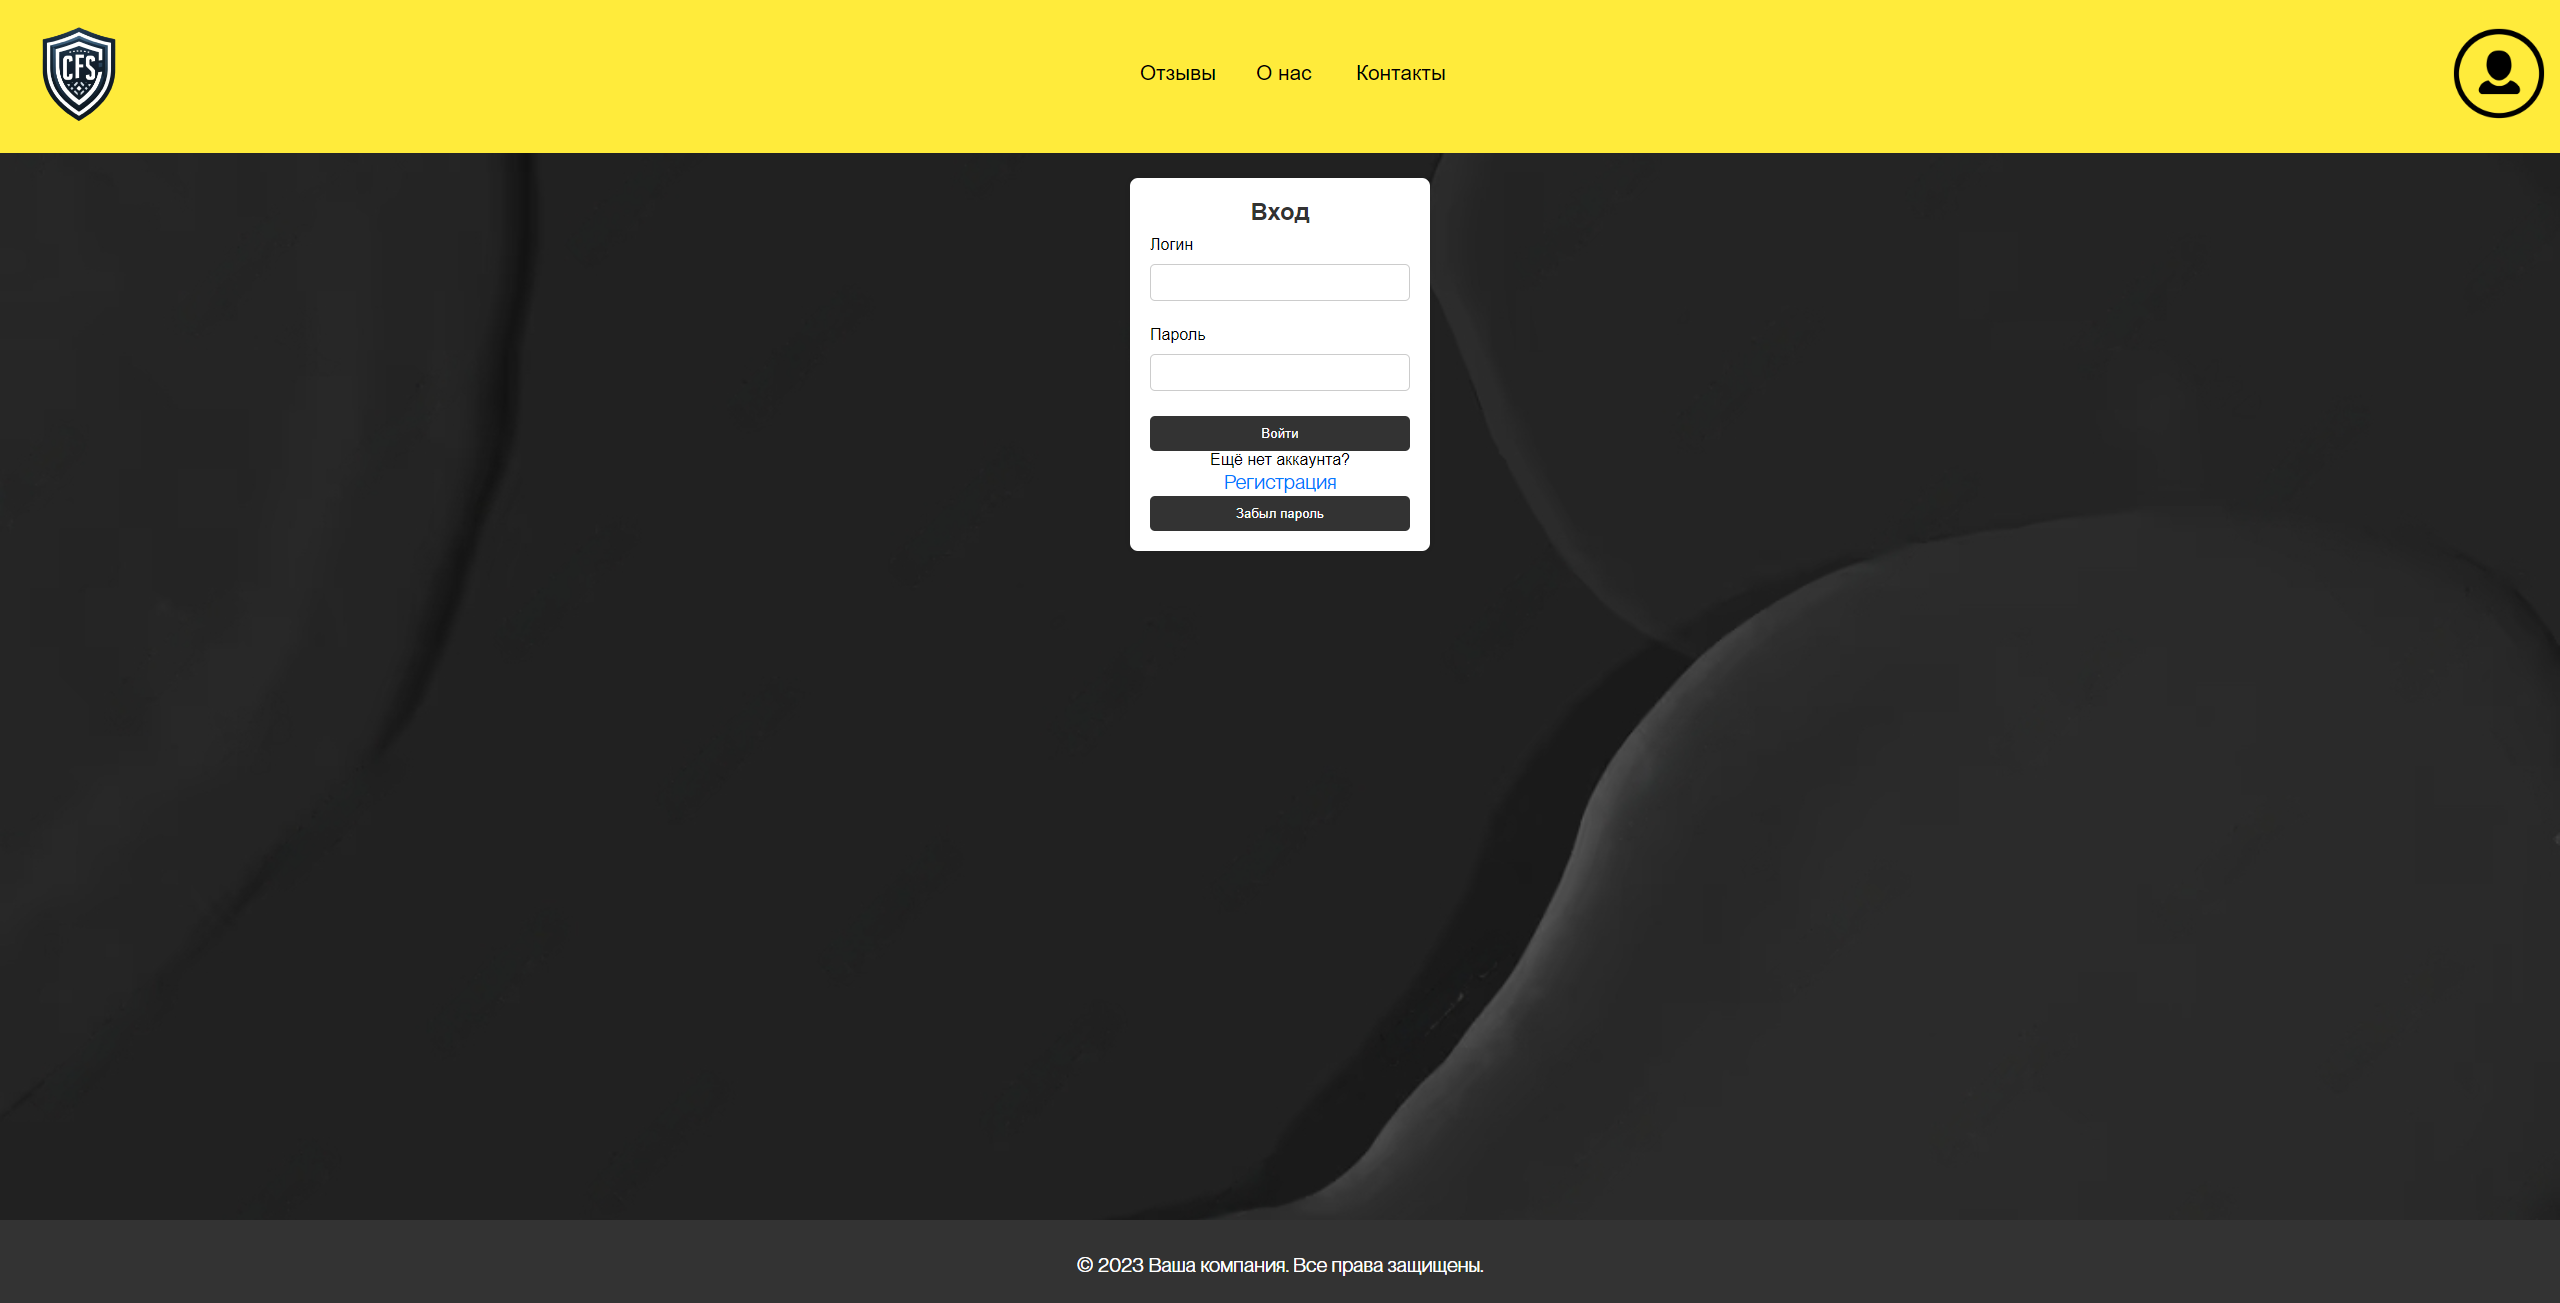 CFS
Отзывы О нас Контакты
Вход
Логин
Пароль
Войти
Ещё нет аккаунта?
Регистрация
Забыл пароль
© 2023 Ваша компания. Все права защищены.